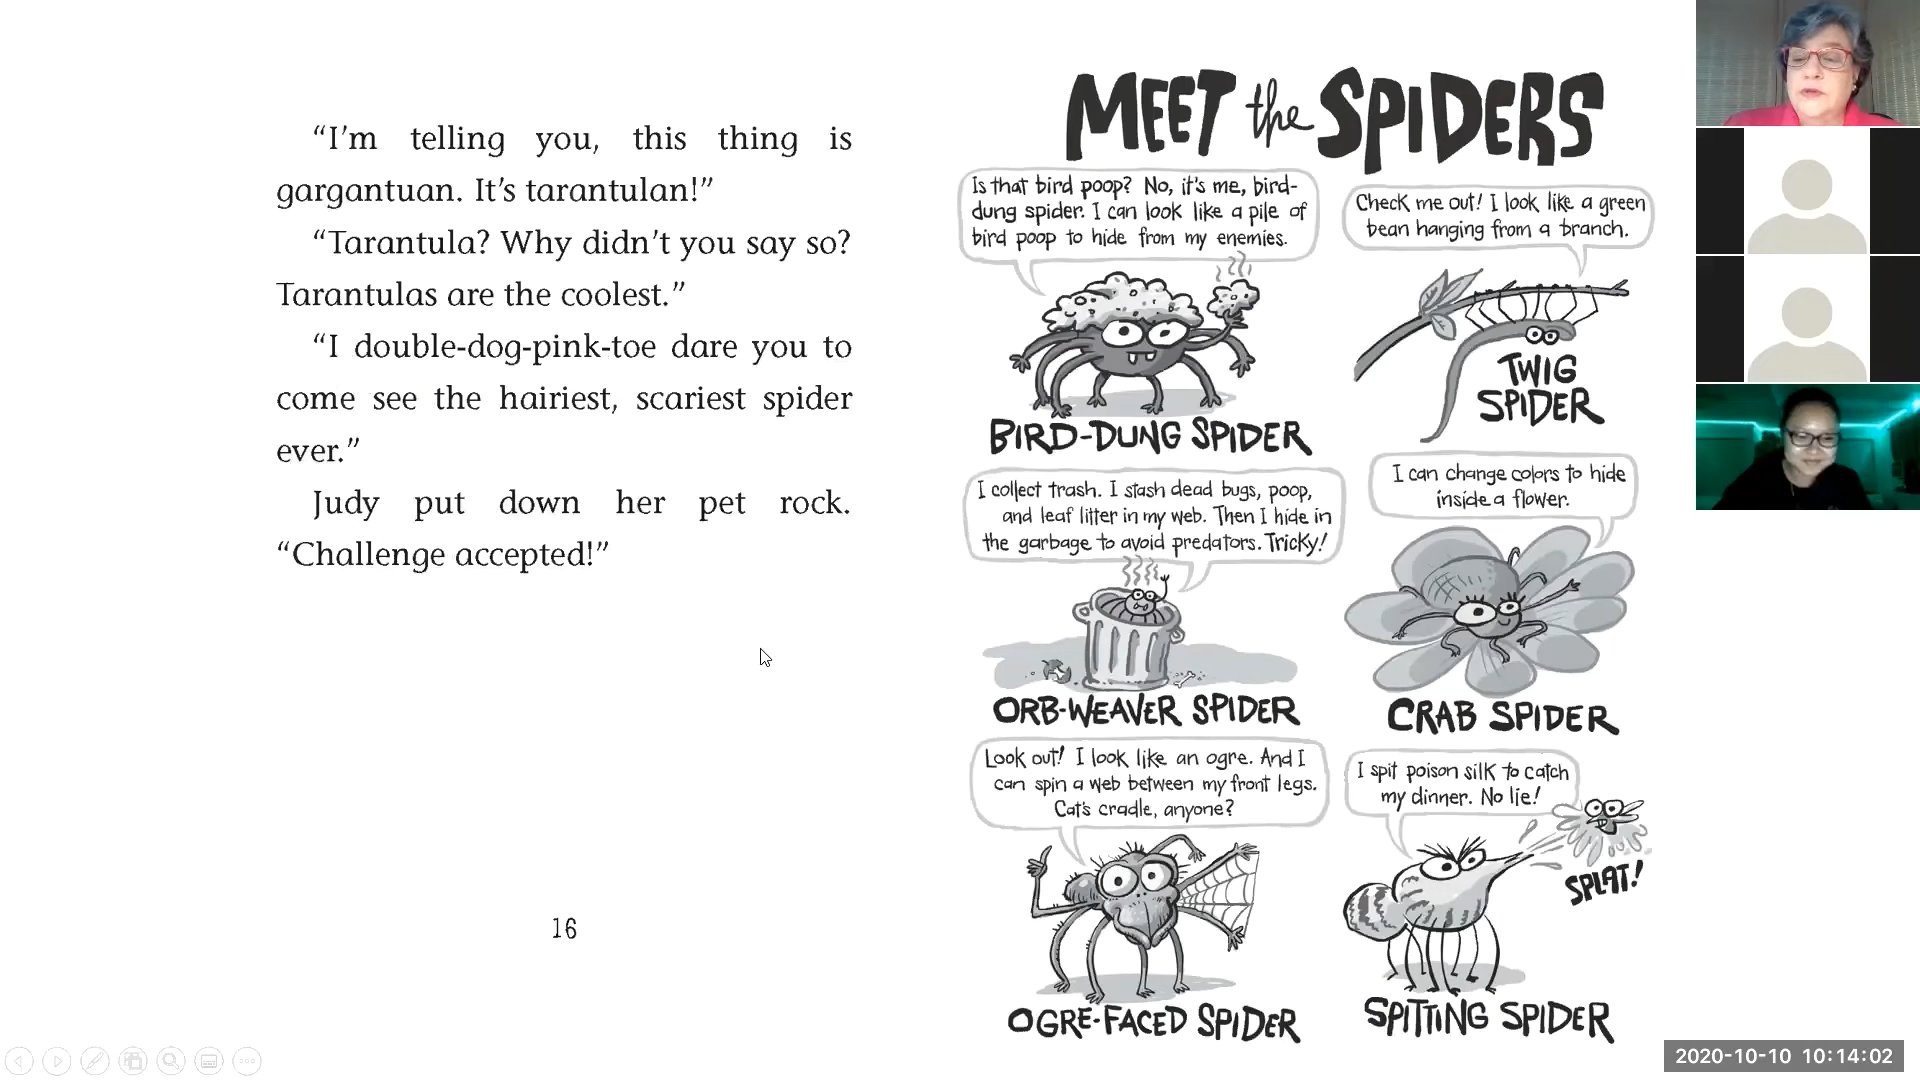 “I’m telling you, this thing is
gargantuan. It’s tarantulan!”
“Tarantula? Why didn’t you say so?
Tarantulas are the coolest.”
“I double-dog-pink-toe dare you to
come see the hairiest, scariest spider
ever.”
Judy put down her pet rock.
“Challenge accepted!”
16
MEET the SPIDERS
Is that bird poop? No, it's me, bird-
dung spider. I can look like a pile of
bird poop to hide from my enemies.
BIRD-DUNG SPIDER
Check me out! I look like a green
bean hanging from a branch.
TWIG
SPIDER
I collect trash. I stash dead bugs, poop,
and leaf litter in my web. Then I hide in
the garbage to avoid predators. Tricky!
ORB-WEAVER SPIDER
I can change colors to hide
inside a flower.
CRAB SPIDER
Look out! I look like an ogre. And I
can spin a web between my front legs.
Cat's cradle, anyone?
OGRE-FACED SPIDER
I spit poison silk to catch
my dinner. No lie!
SPLAT!
SPITTING SPIDER
2020-10-10 10:14:02